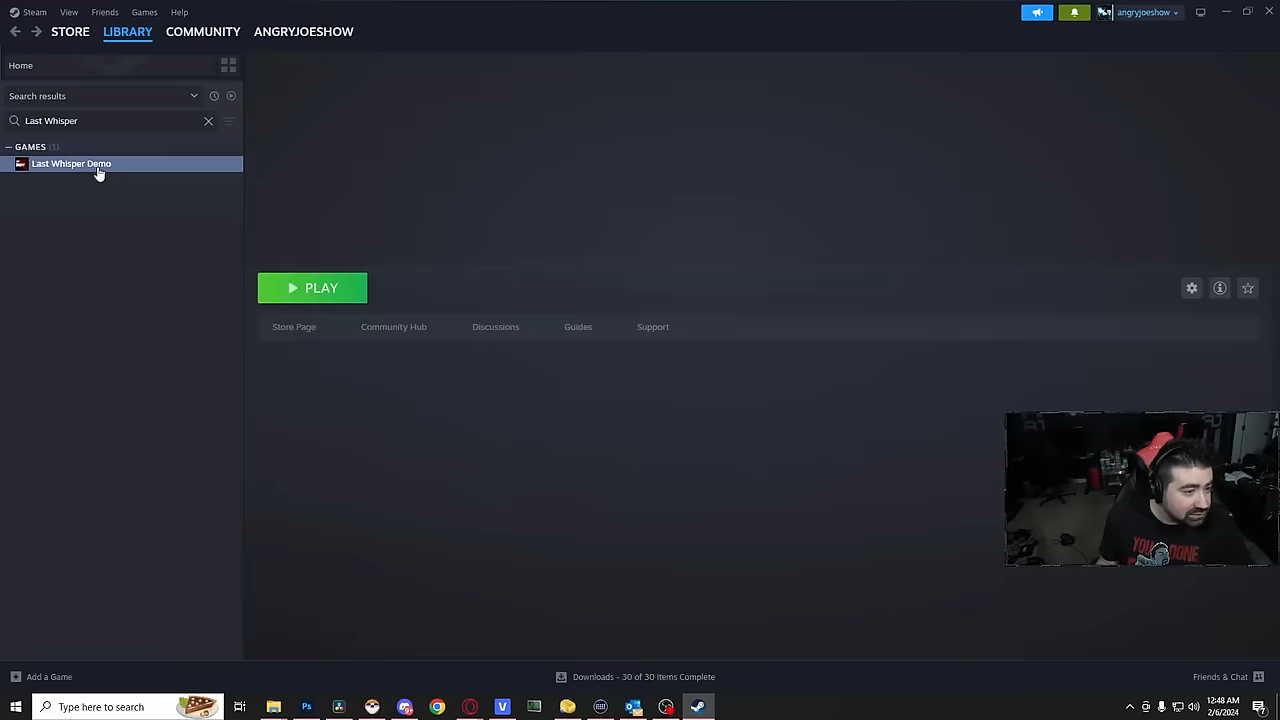 Steam View Friends Games Help
angryjoeshow
STORE LIBRARY COMMUNITY ANGRYJOESHOW
Home
Search results
Last Whisper
GAMES (1)
Last Whisper Demo
PLAY
Store Page Community Hub Discussions Guides Support
Add a Game
Downloads - 30 of 30 Items Complete
Friends & Chat
Type here to search
12:48 AM
2/6/2024